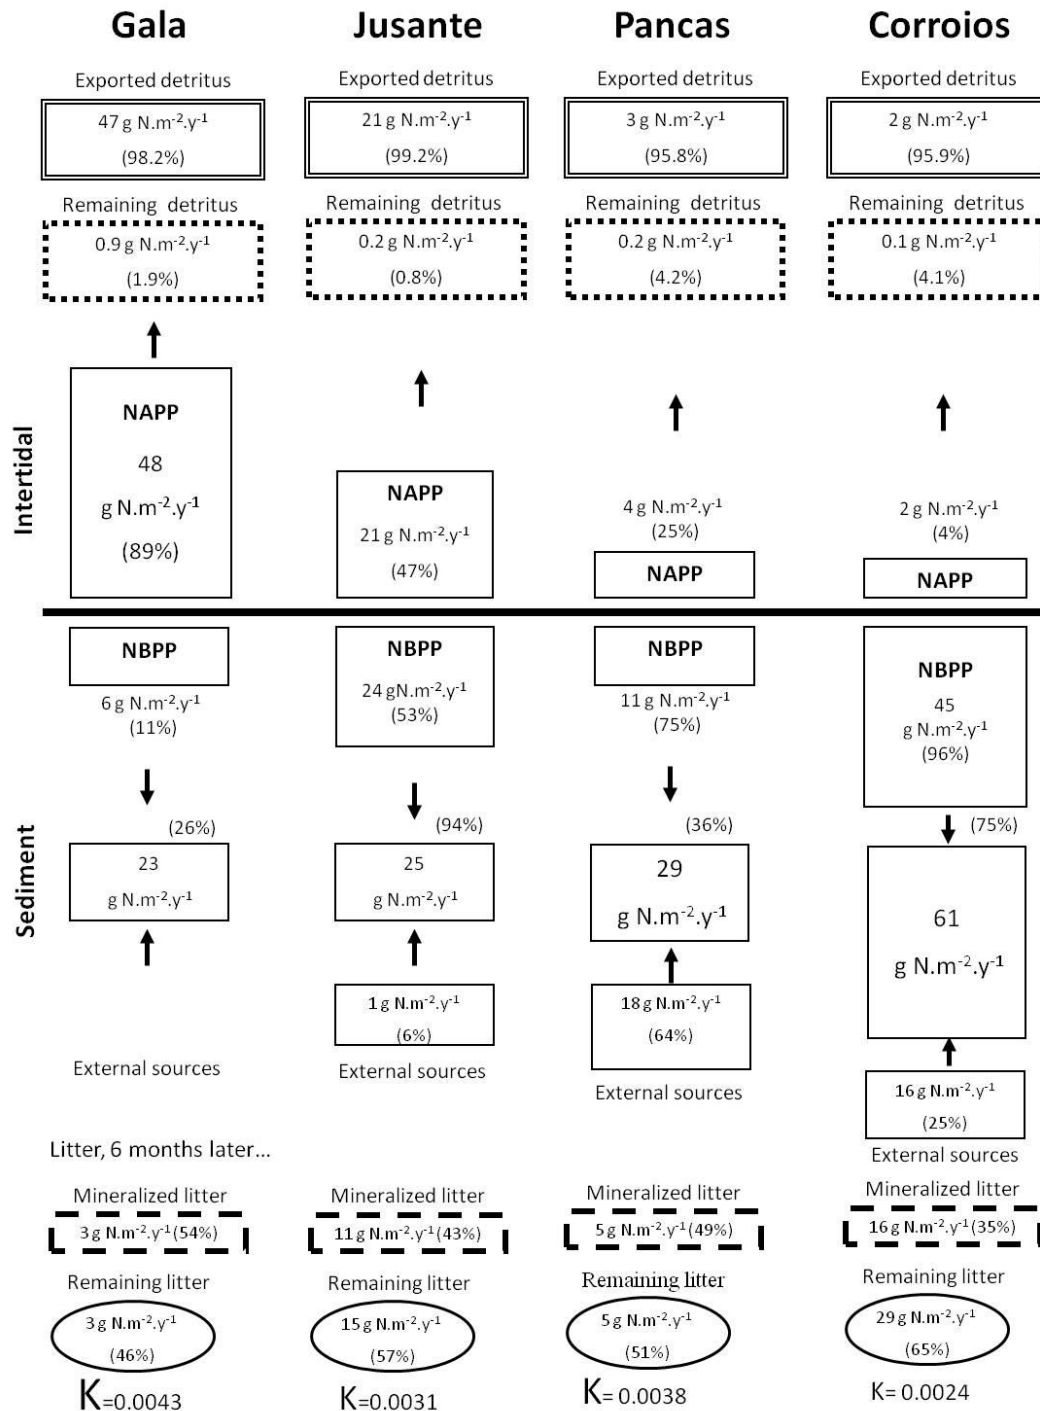 Gala
Jusante
Pancas
Corroios
Exported detritus
Exported detritus
Exported detritus
Exported detritus
47 g N.m⁻².y⁻¹
(98.2%)
21 g N.m⁻².y⁻¹
(99.2%)
3 g N.m⁻².y⁻¹
(95.8%)
2 g N.m⁻².y⁻¹
(95.9%)
Remaining detritus
Remaining detritus
Remaining detritus
Remaining detritus
0.9 g N.m⁻².y⁻¹
(1.9%)
0.2 g N.m⁻².y⁻¹
(0.8%)
0.2 g N.m⁻².y⁻¹
(4.2%)
0.1 g N.m⁻².y⁻¹
(4.1%)
Intertidal
NAPP
48
g N.m⁻².y⁻¹
(89%)
NAPP
21 g N.m⁻².y⁻¹
(47%)
4 g N.m⁻².y⁻¹
(25%)
NAPP
2 g N.m⁻².y⁻¹
(4%)
NAPP
Sediment
NBPP
6 g N.m⁻².y⁻¹
(11%)
NBPP
24 gN.m⁻².y⁻¹
(53%)
NBPP
11 g N.m⁻².y⁻¹
(75%)
NBPP
45
g N.m⁻².y⁻¹
(96%)
(26%)
23
g N.m⁻².y⁻¹
(94%)
25
g N.m⁻².y⁻¹
(36%)
29
g N.m⁻².y⁻¹
(75%)
61
g N.m⁻².y⁻¹
External sources
1 g N.m⁻².y⁻¹
(6%)
External sources
18 g N.m⁻².y⁻¹
(64%)
External sources
16 g N.m⁻².y⁻¹
(25%)
External sources
Litter, 6 months later...
Mineralized litter
Mineralized litter
Mineralized litter
Mineralized litter
3 g N.m⁻².y⁻¹ (54%)
11 g N.m⁻².y⁻¹ (43%)
5 g N.m⁻².y⁻¹ (49%)
16 g N.m⁻².y⁻¹ (35%)
Remaining litter
Remaining litter
Remaining litter
Remaining litter
3 g N.m⁻².y⁻¹
(46%)
15 g N.m⁻².y⁻¹
(57%)
5 g N.m⁻².y⁻¹
(51%)
29 g N.m⁻².y⁻¹
(65%)
K=0.0043
K=0.0031
K= 0.0038
K= 0.0024